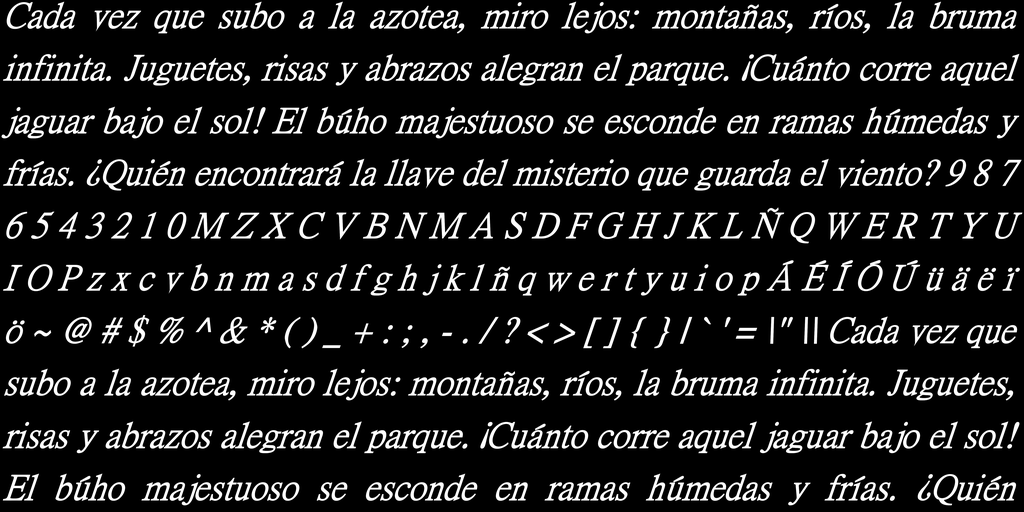 Cada vez que subo a la azotea, miro lejos: montañas, ríos, la bruma
infinita. Juguetes, risas y abrazos alegran el parque. ¡Cuánto corre aquel
jaguar bajo el sol! El búho majestuoso se esconde en ramas húmedas y
frías. ¿Quién encontrará la llave del misterio que guarda el viento? 9 8 7
6 5 4 3 2 1 0 M Z X C V B N M A S D F G H J K L Ñ Q W E R T Y U
I O P z x c v b n m a s d f g h j k l ñ q w e r t y u i o p Á É Í Ó Ú ü ä ë ï
ö ~ @ # $ % ^ & * ( ) _ + : ; , - . / ? < > [ ] { } / ` ' = \" \\ Cada vez que
subo a la azotea, miro lejos: montañas, ríos, la bruma infinita. Juguetes,
risas y abrazos alegran el parque. ¡Cuánto corre aquel jaguar bajo el sol!
El búho majestuoso se esconde en ramas húmedas y frías. ¿Quién